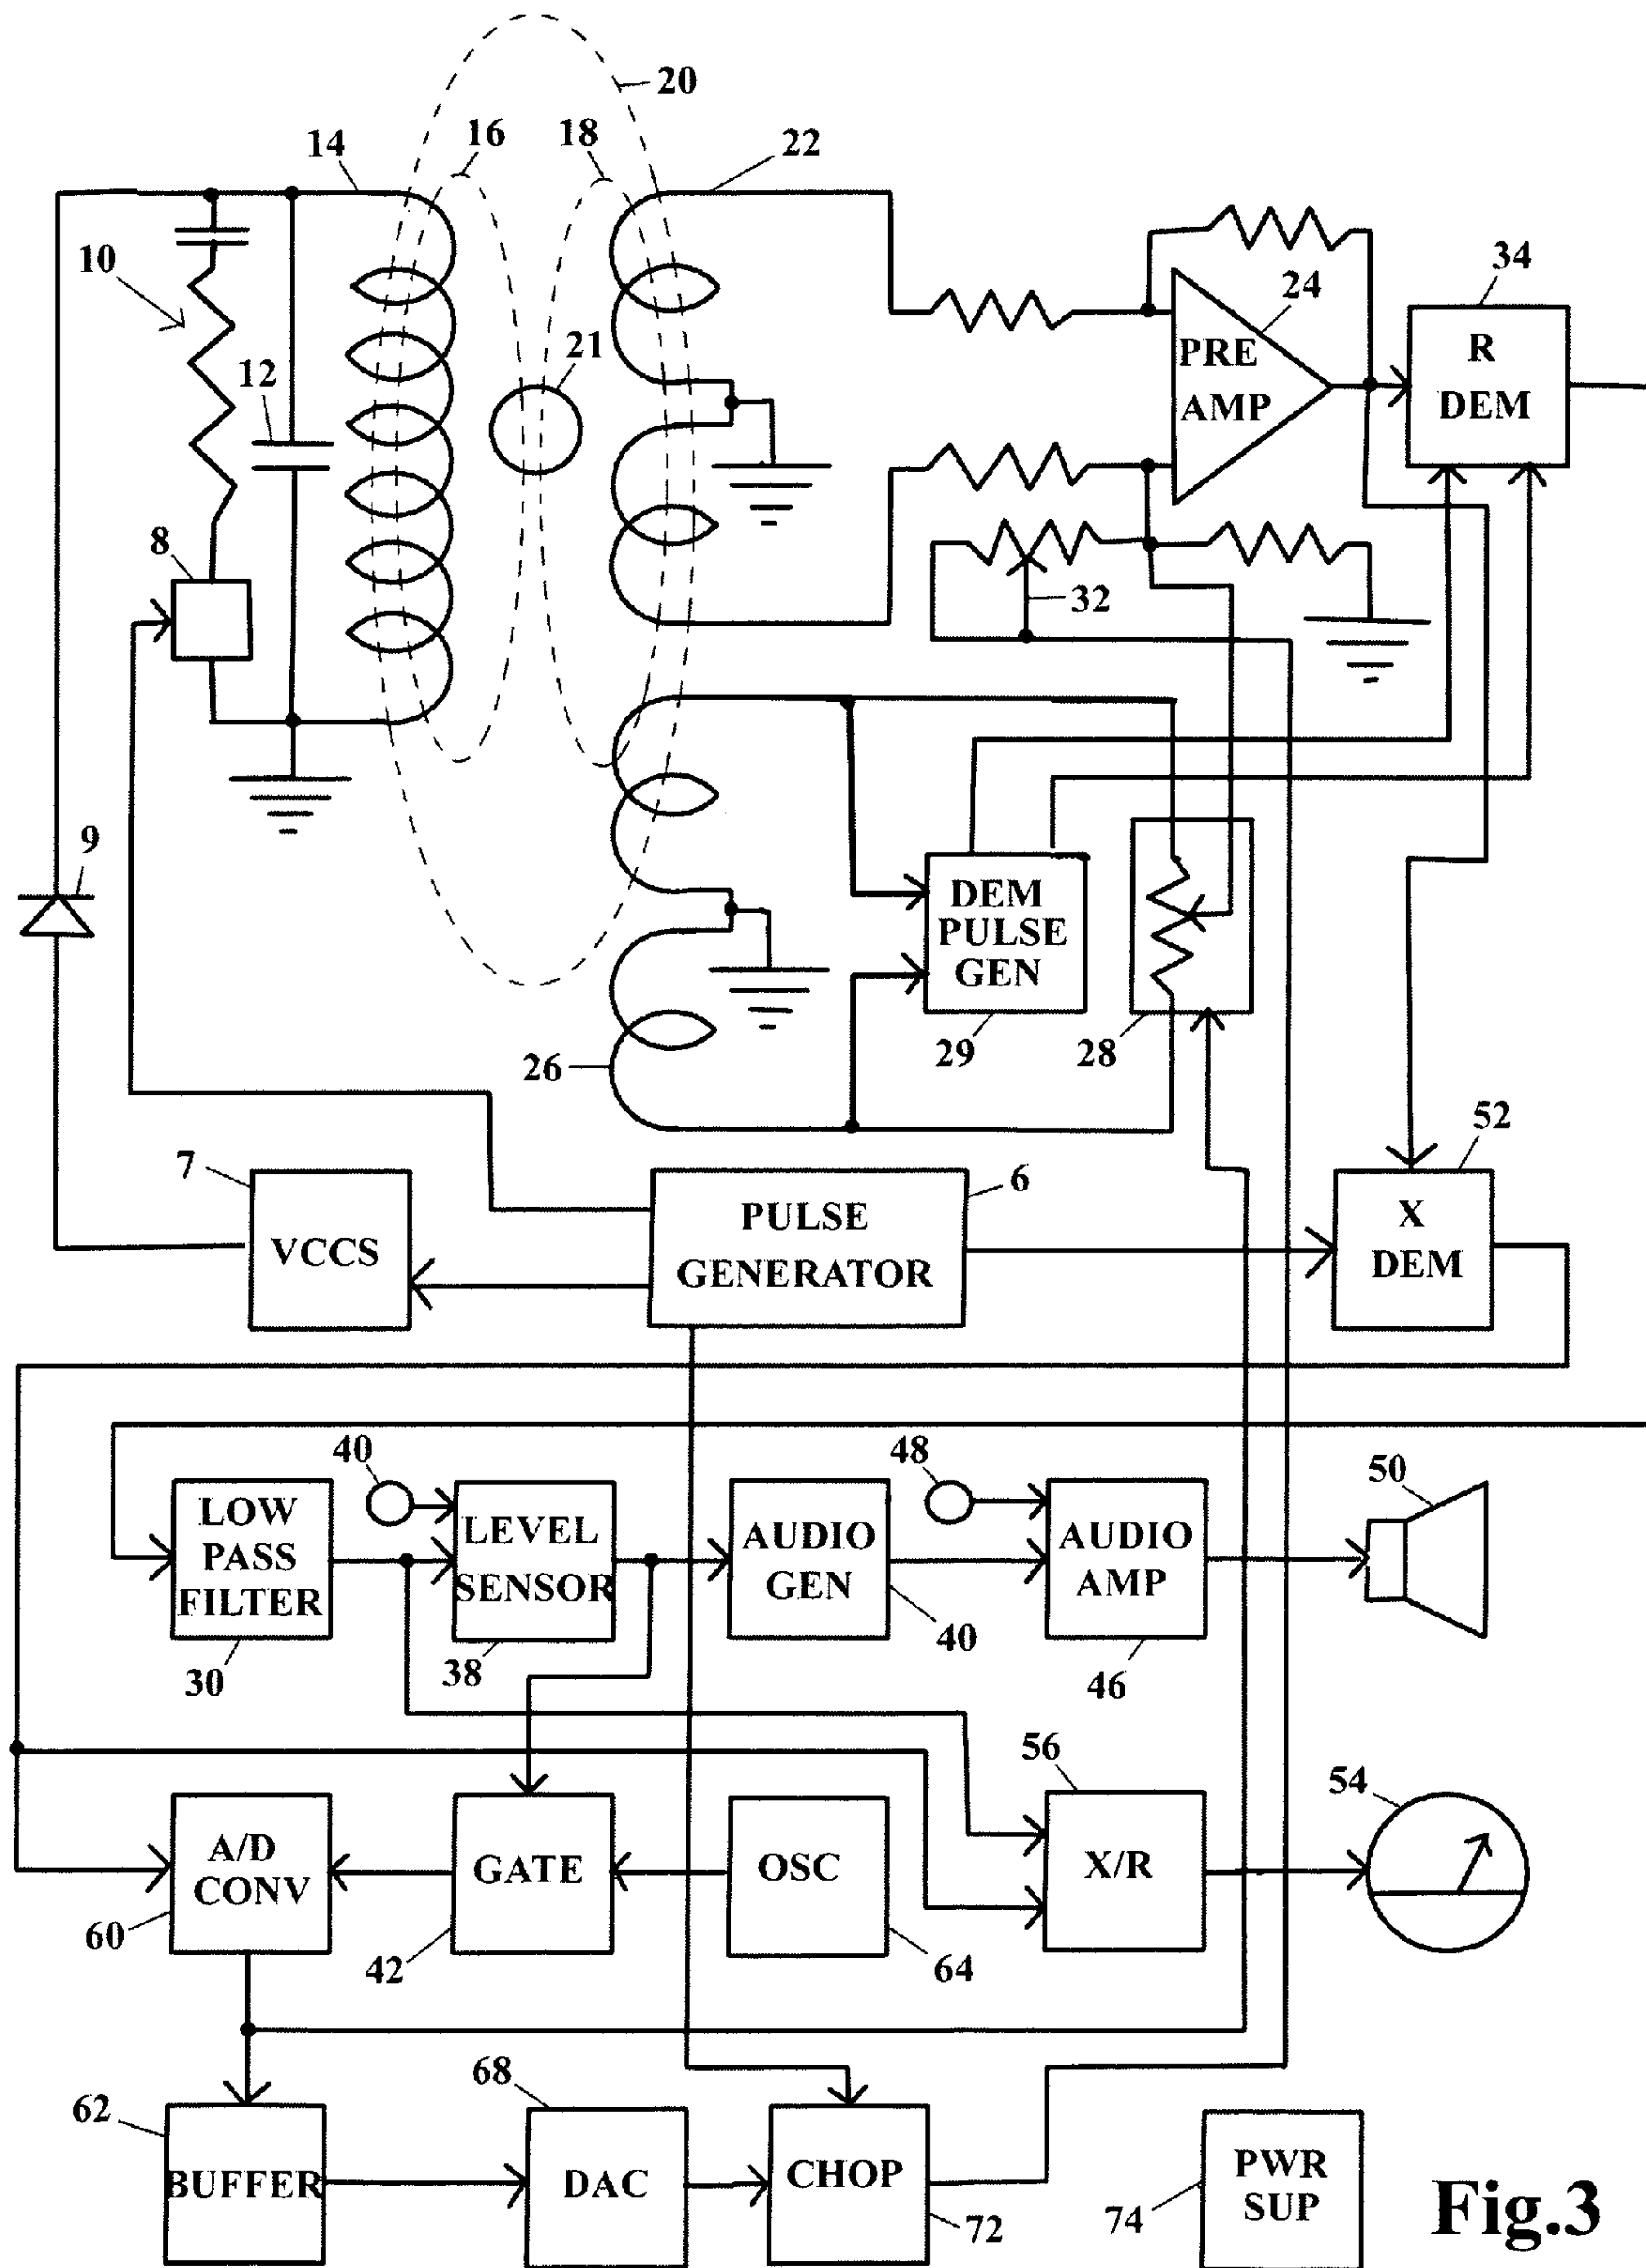 20
14
16
18
22
10
21
24
34
PRE
AMP
R
DEM
12
8
32
9
DEM
PULSE
GEN
26
29
28
52
7
6
PULSE
GENERATOR
VCCS
X
DEM
40
48
50
LOW
PASS
FILTER
LEVEL
SENSOR
AUDIO
GEN
AUDIO
AMP
30
38
40
46
56
54
A/D
CONV
GATE
OSC
X/R
60
42
64
68
62
BUFFER
DAC
CHOP
PWR
SUP
72
74
Fig.3